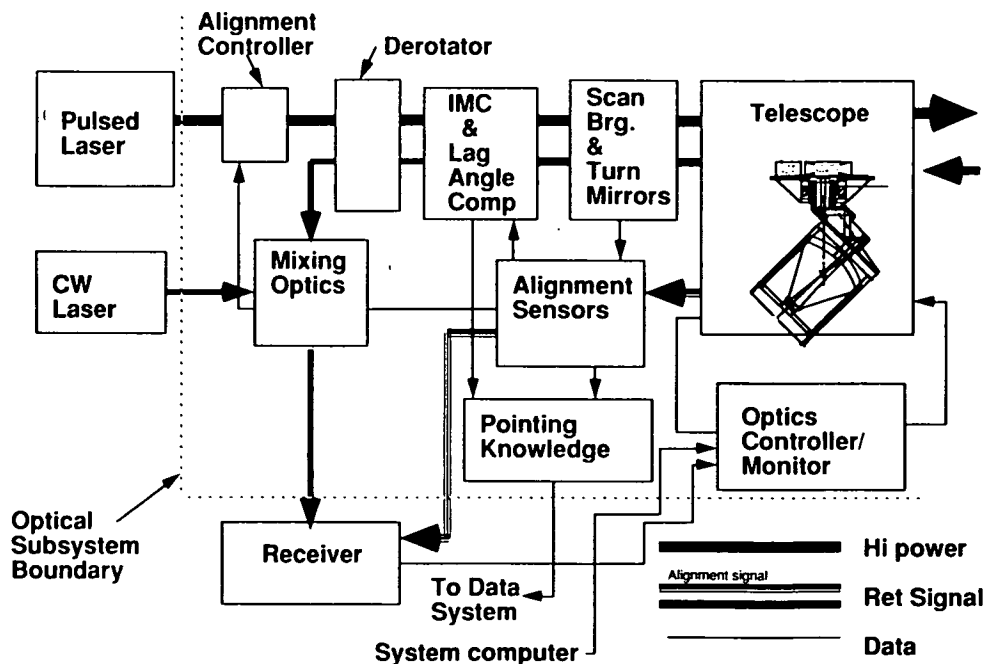 Alignment
Controller
Derotator
Pulsed
Laser
IMC
&
Lag
Angle
Comp
Scan
Brg.
&
Turn
Mirrors
Telescope
CW
Laser
Mixing
Optics
Alignment
Sensors
Pointing
Knowledge
Optics
Controller/
Monitor
Optical
Subsystem
Boundary
Receiver
To Data
System
System computer
Hi power
Alignment signal
Ret Signal
Data